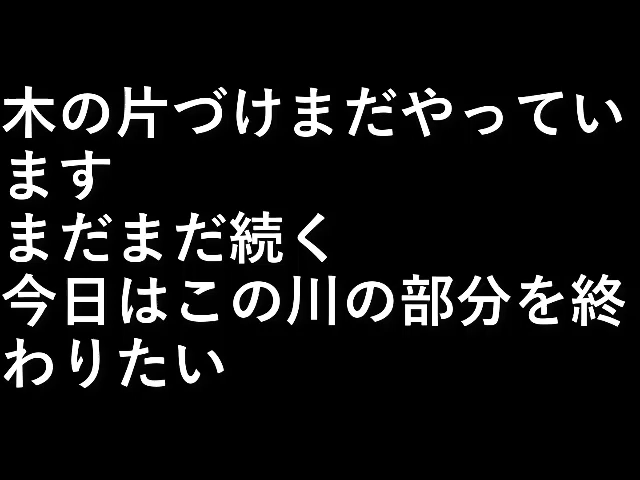 木の片づけまだやってい
ます
まだまだ続く
今日はこの川の部分を終
わりたい